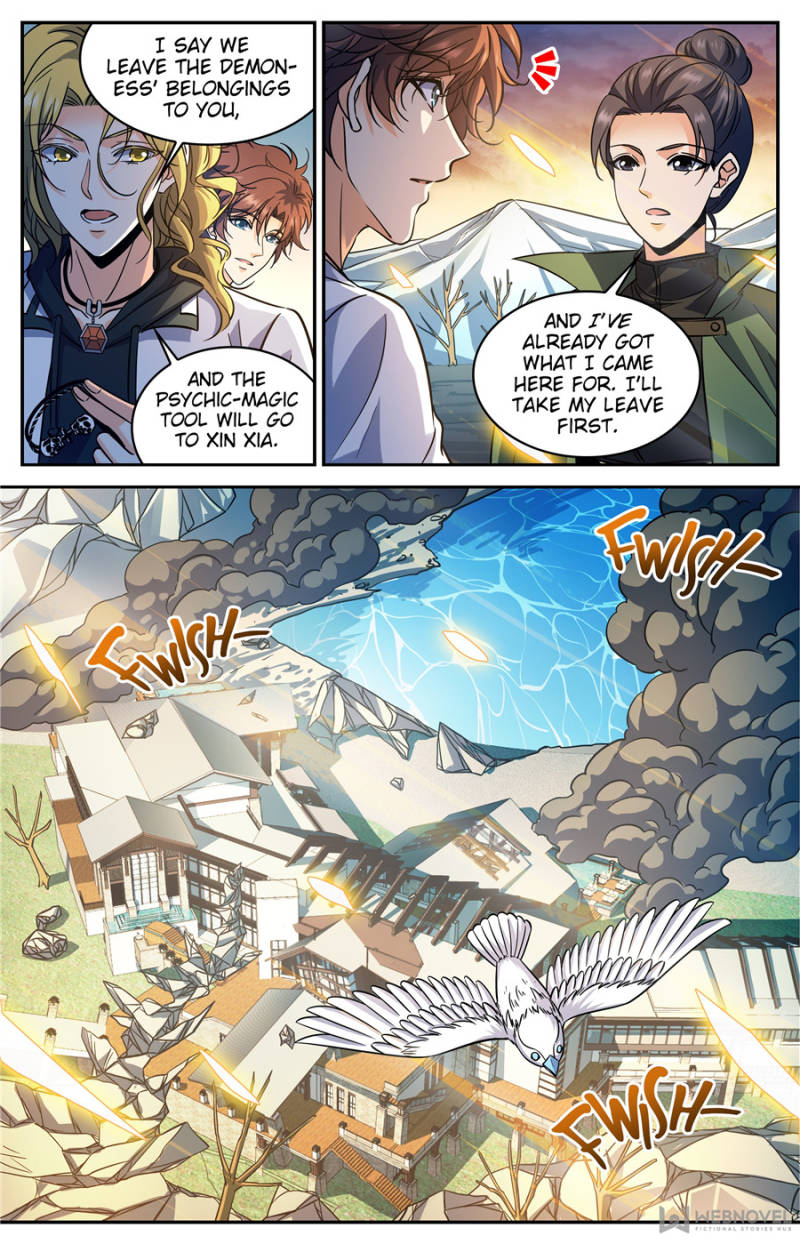 I SAY WE
LEAVE THE DEMON-
ESS' BELONGINGS
TO YOU,
AND THE
PSYCHIC-MAGIC
TOOL WILL GO
TO XIN XIA.
AND I'VE
ALREADY GOT
WHAT I CAME
HERE FOR. I'LL
TAKE MY LEAVE
FIRST.
FWISH-
FWISH-
FWISH-
WEBNOVEL
FICTIONAL STORIES HUB